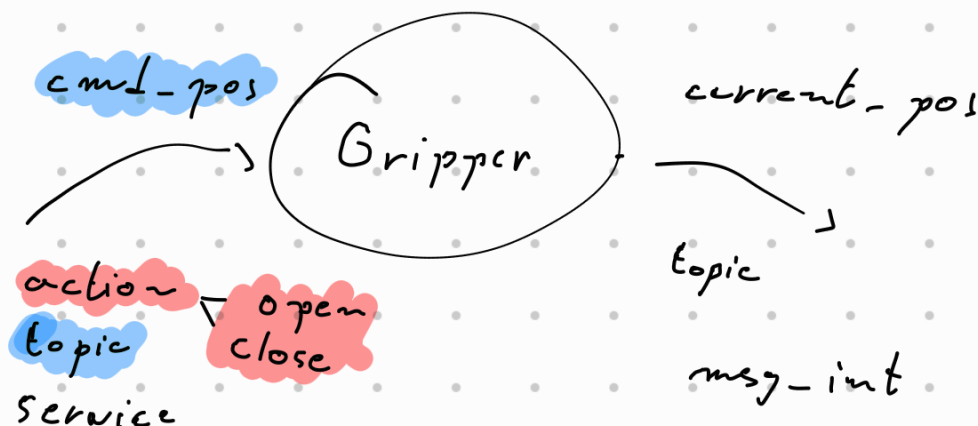 cmd_pos
Gripper
current_pos
action
open
close
topic
service
topic
msg_int